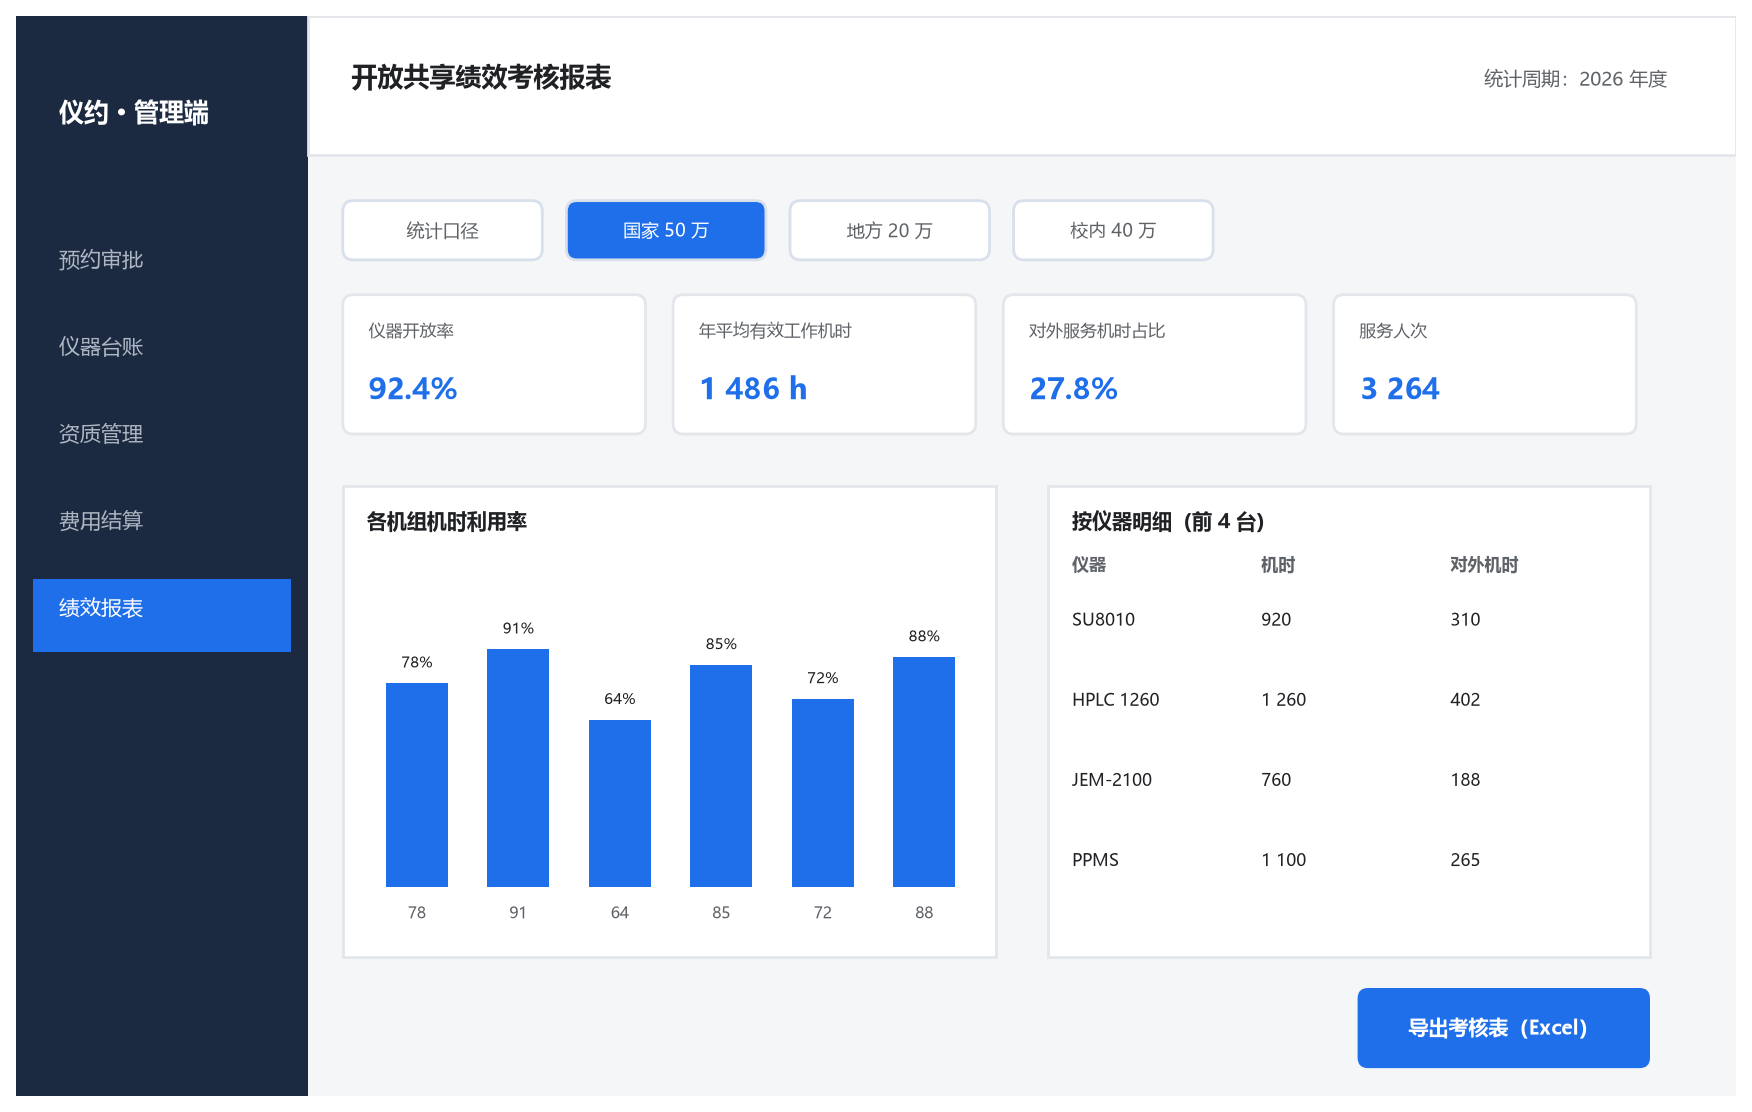 仪约·管理端
预约审批
仪器台账
资质管理
费用结算
绩效报表
开放共享绩效考核报表
统计周期：2026 年度
统计口径
国家 50 万
地方 20 万
校内 40 万
仪器开放率
92.4%
年平均有效工作机时
1 486 h
对外服务机时占比
27.8%
服务人次
3 264
各机组机时利用率
78% 91% 64% 85% 72% 88%
78 91 64 85 72 88
按仪器明细（前 4 台）
仪器 机时 对外机时
SU8010 920 310
HPLC 1260 1 260 402
JEM-2100 760 188
PPMS 1 100 265
导出考核表（Excel）